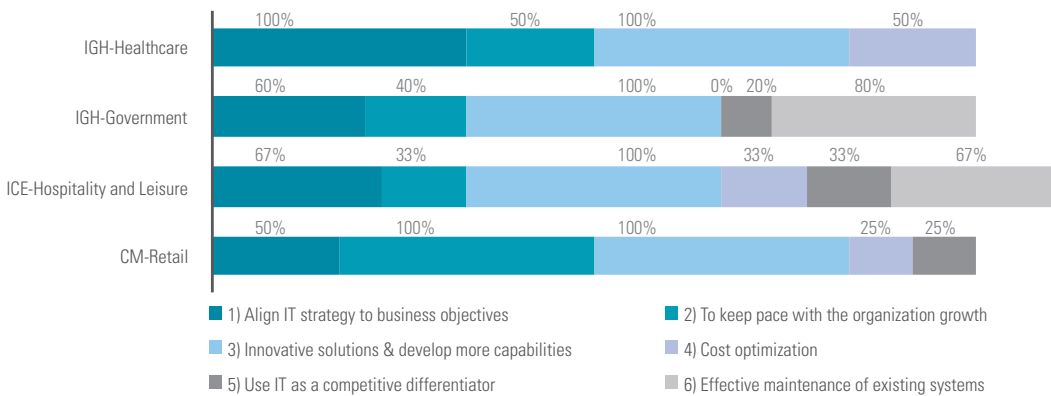 100% 50% 100% 50%
IGH-Healthcare
60% 40% 100% 0% 20% 80%
IGH-Government
67% 33% 100% 33% 33% 67%
ICE-Hospitality and Leisure
50% 100% 100% 25% 25%
CM-Retail
1) Align IT strategy to business objectives 2) To keep pace with the organization growth
3) Innovative solutions & develop more capabilities 4) Cost optimization
5) Use IT as a competitive differentiator 6) Effective maintenance of existing systems